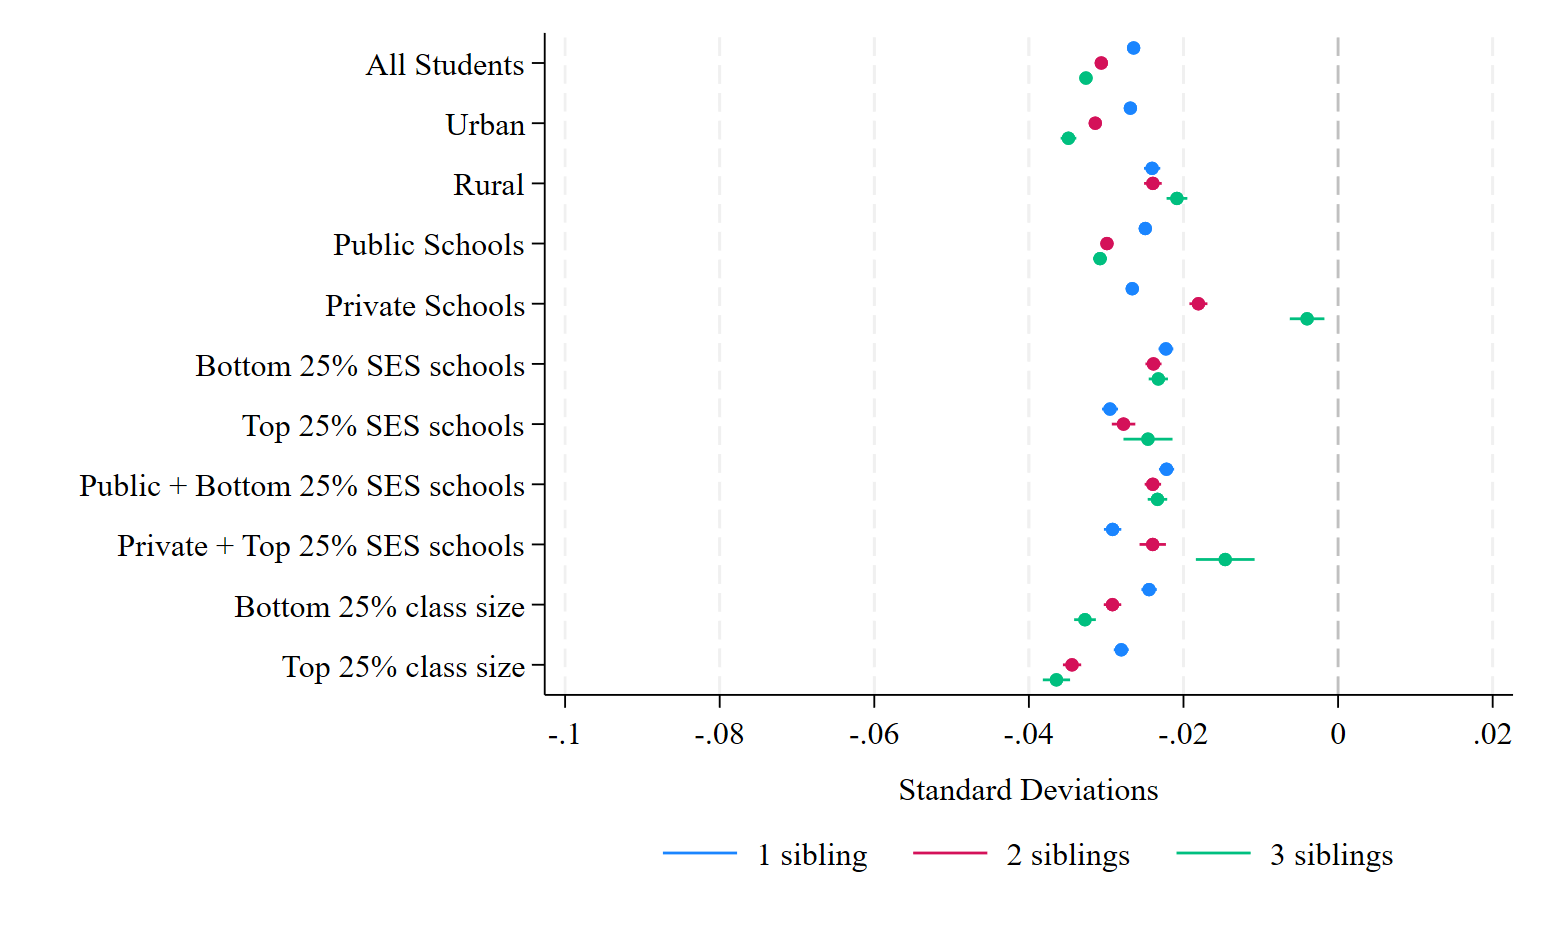 All Students
Urban
Rural
Public Schools
Private Schools
Bottom 25% SES schools
Top 25% SES schools
Public + Bottom 25% SES schools
Private + Top 25% SES schools
Bottom 25% class size
Top 25% class size
-.1 -.08 -.06 -.04 -.02 0 .02
Standard Deviations
1 sibling 2 siblings 3 siblings